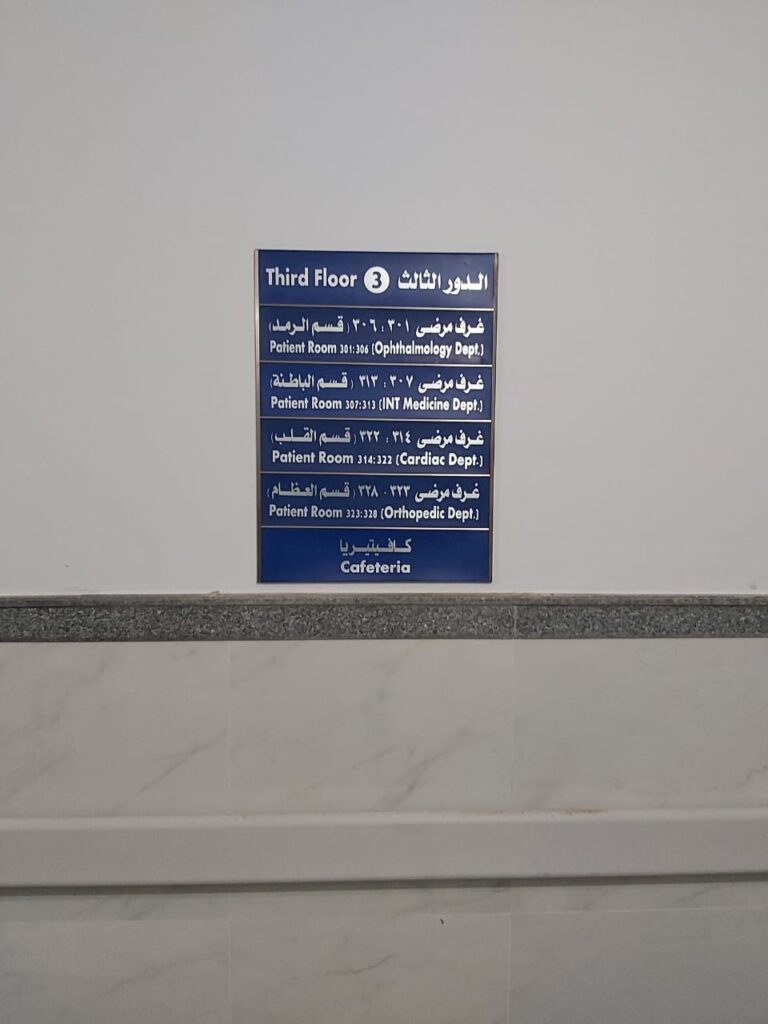 Third Floor 3 الدور الثالث
غرف مرضى ٣٠١ : ٣٠٦ (قسم الرمد)
Patient Room 301:306 (Ophthalmology Dept.)
غرف مرضى ٣٠٧ : ٣١٣ (قسم الباطنة)
Patient Room 307:313 (INT Medicine Dept.)
غرف مرضى ٣١٤ : ٣٢٢ (قسم القلب)
Patient Room 314:322 (Cardiac Dept.)
غرف مرضى ٣٢٣ : ٣٢٨ (قسم العظام)
Patient Room 323:328 (Orthopedic Dept.)
كافيتيريا
Cafeteria